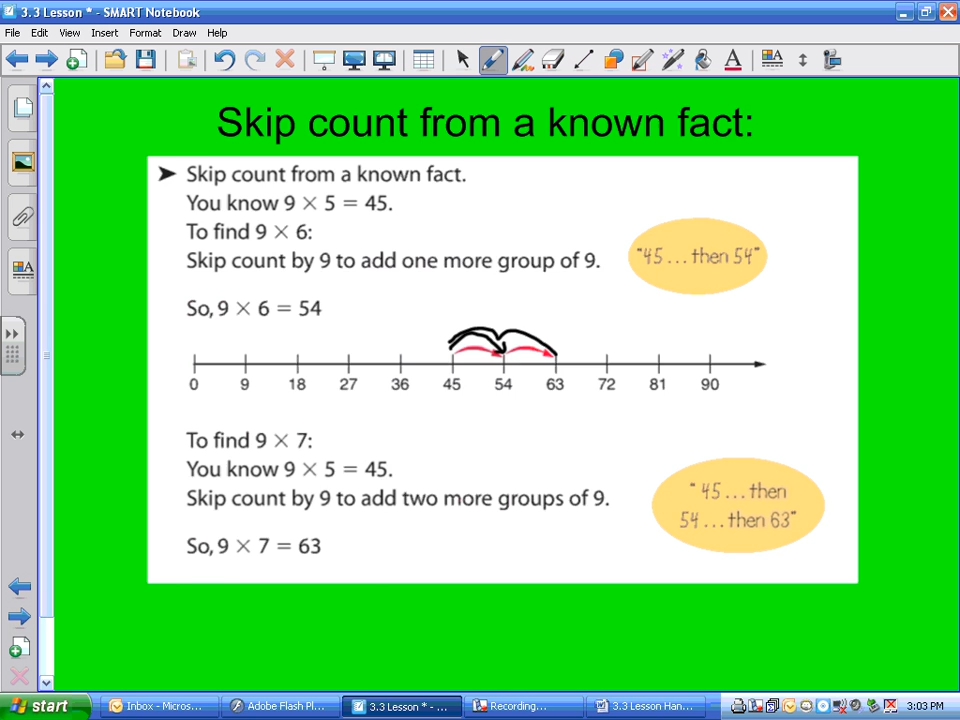 3.3 Lesson * - SMART Notebook
File Edit View Insert Format Draw Help
Skip count from a known fact:
➤ Skip count from a known fact.
You know 9 × 5 = 45.
To find 9 × 6:
Skip count by 9 to add one more group of 9.
"45 ... then 54"
So, 9 × 6 = 54
0 9 18 27 36 45 54 63 72 81 90
To find 9 × 7:
You know 9 × 5 = 45.
Skip count by 9 to add two more groups of 9.
"45 ... then
54 ... then 63"
So, 9 × 7 = 63
start Inbox - Micros... Adobe Flash Pl... 3.3 Lesson * - ... Recording... 3.3 Lesson Han... 3:03 PM